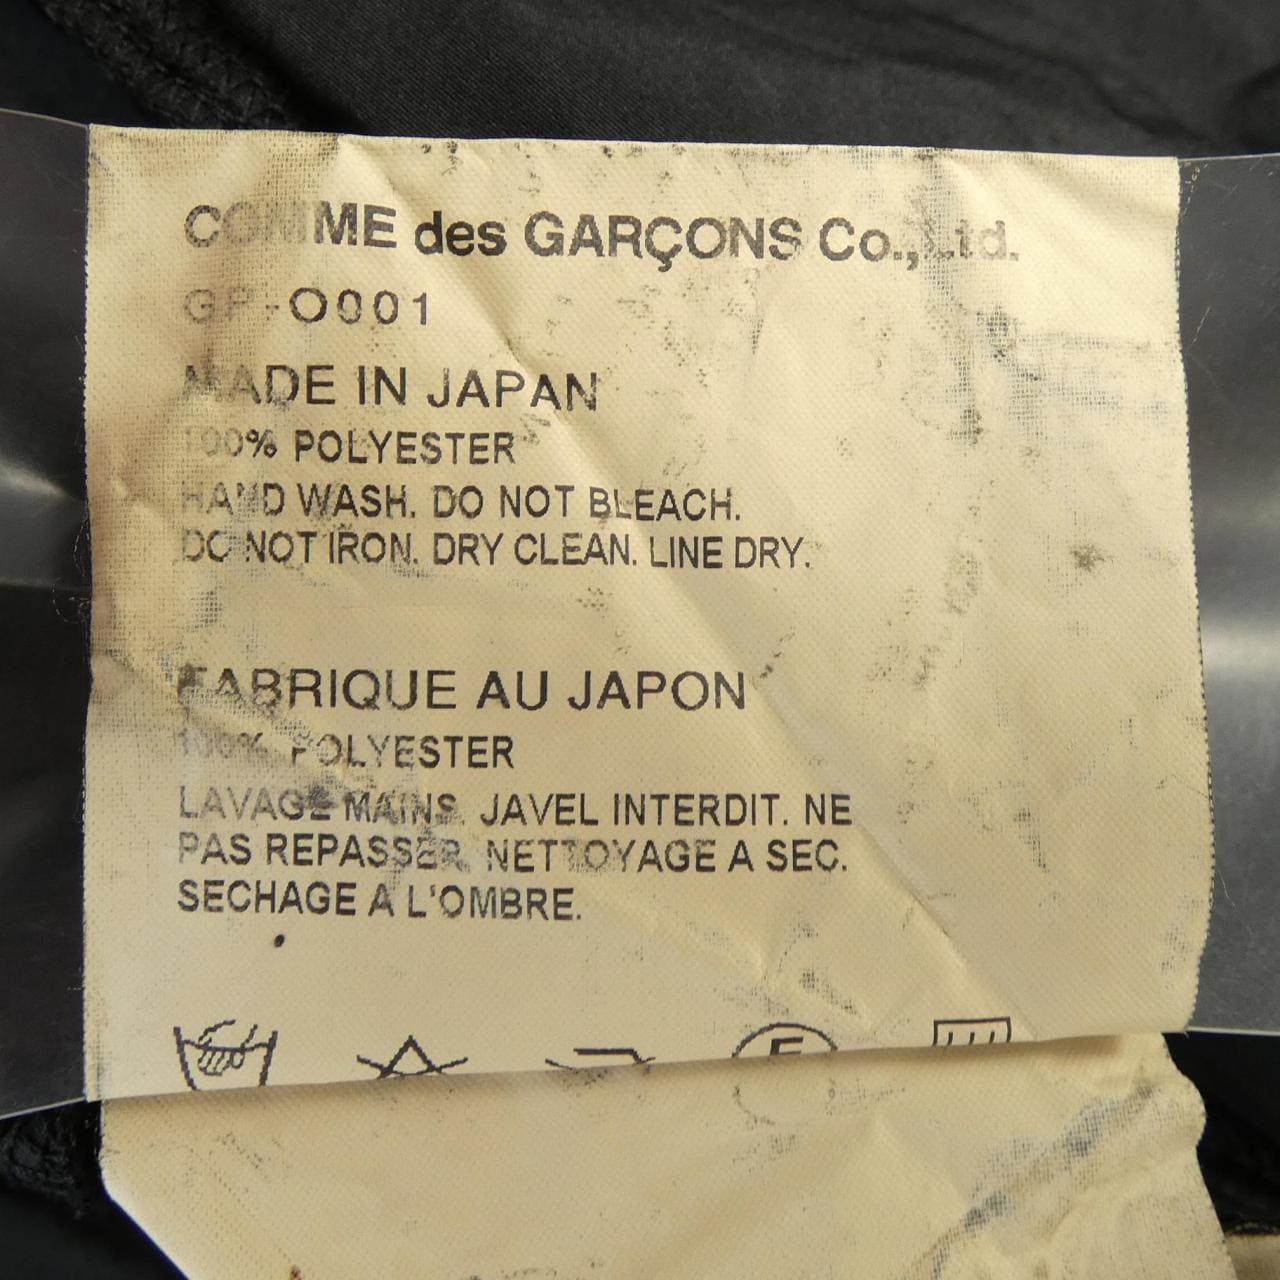 COMME des GARÇONS Co., Ltd.
GP-O001
MADE IN JAPAN
100% POLYESTER
HAND WASH. DO NOT BLEACH.
DO NOT IRON. DRY CLEAN. LINE DRY.
FABRIQUE AU JAPON
100% POLYESTER
LAVAGE MAINS. JAVEL INTERDIT. NE
PAS REPASSER. NETTOYAGE A SEC.
SECHAGE A L'OMBRE.
F